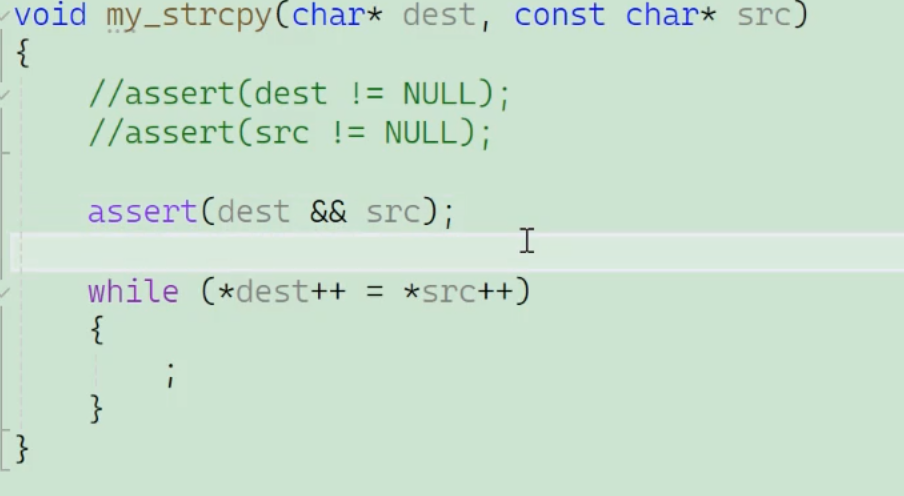 void my_strcpy(char* dest, const char* src)
{
//assert(dest != NULL);
//assert(src != NULL);
assert(dest && src);
while (*dest++ = *src++)
{
;
}
}